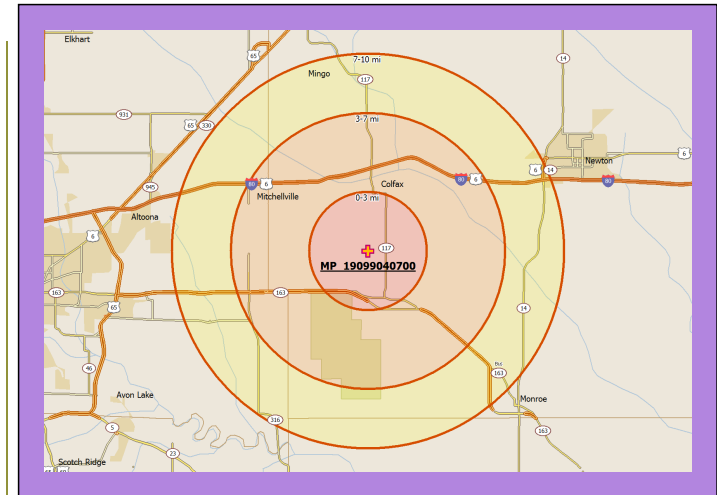 Elkhart
65
7-10 mi
14
Mingo
117
931
3-7 mi
65
330
6
Newton
6
14
80
6
80
945
80
6
Colfax
Mitchellville
0-3 mi
Altoona
6
117
MP 19099040700
163
163
65
14
Bus
163
46
Avon Lake
Monroe
316
5
163
23
Scotch Ridge
65